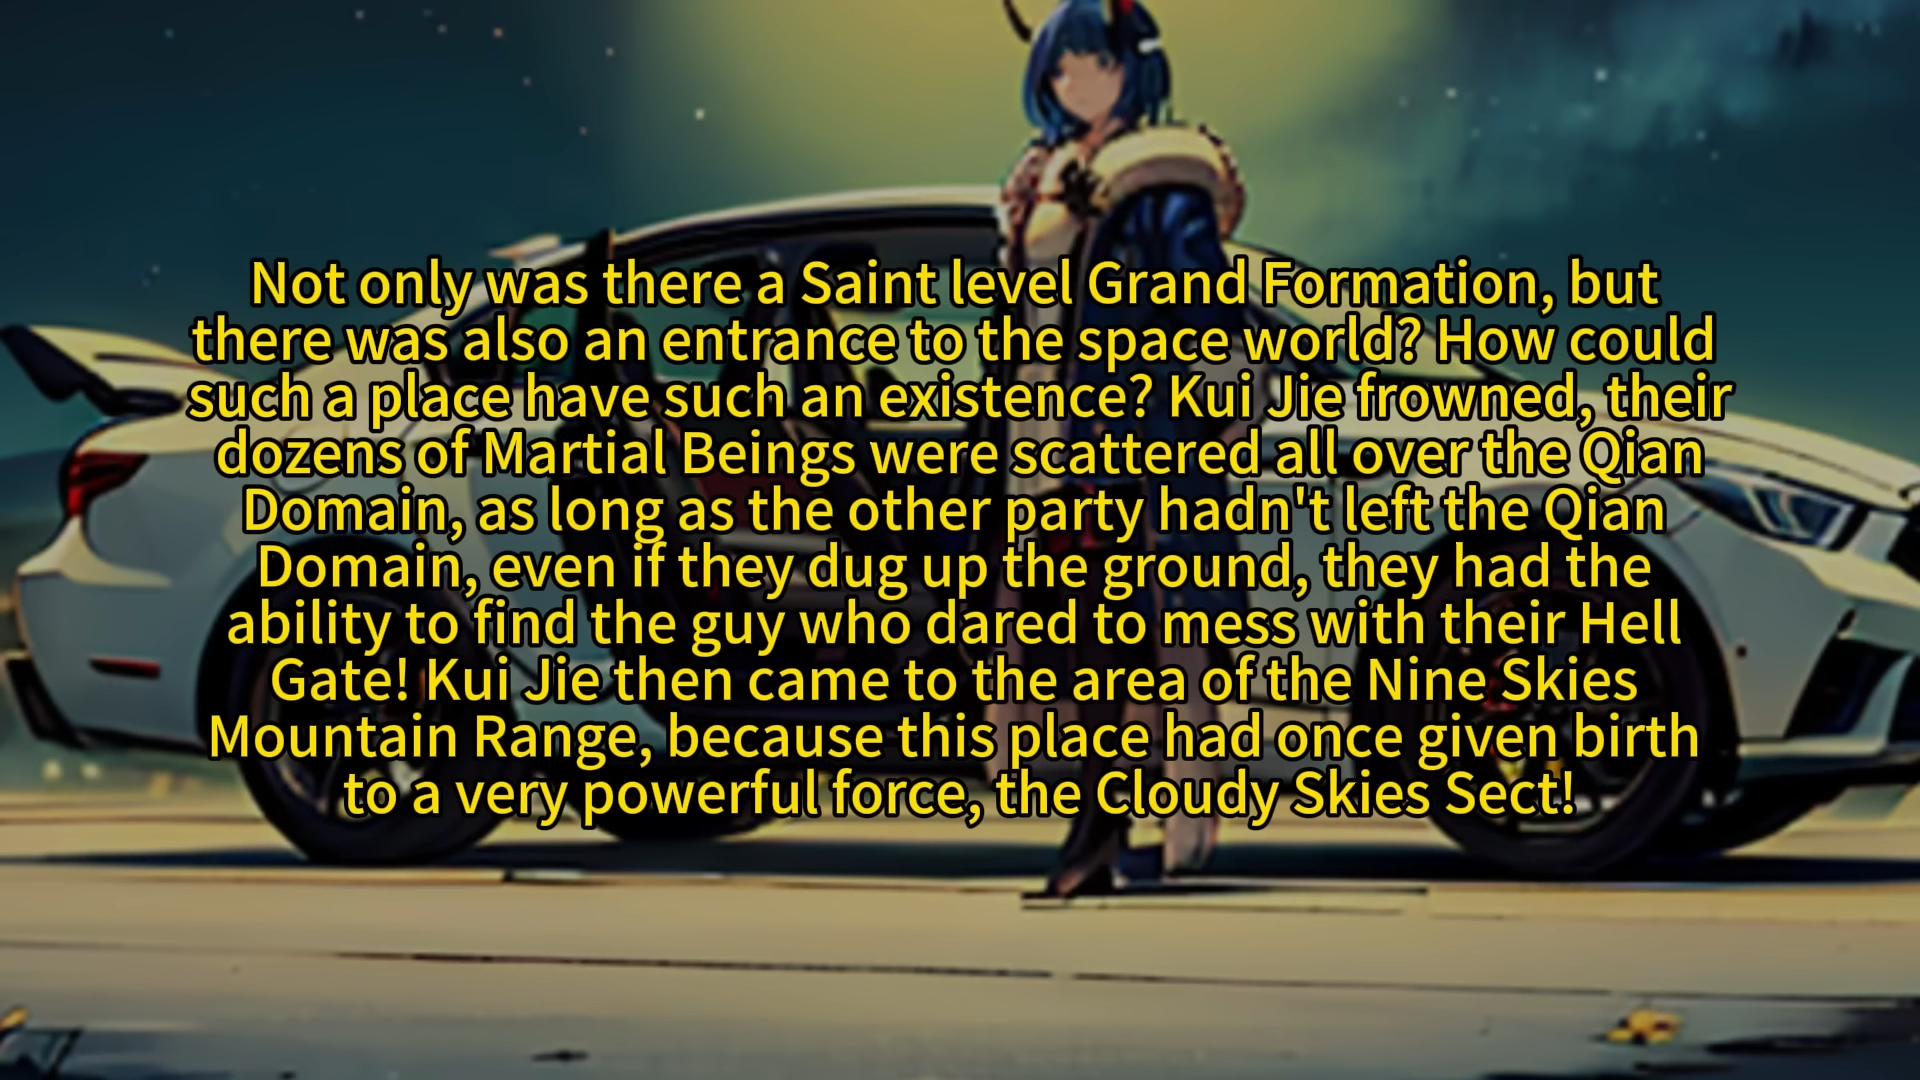 Not only was there a Saint level Grand Formation, but
there was also an entrance to the space world? How could
such a place have such an existence? Kui Jie frowned, their
dozens of Martial Beings were scattered all over the Qian
Domain, as long as the other party hadn't left the Qian
Domain, even if they dug up the ground, they had the
ability to find the guy who dared to mess with their Hell
Gate! Kui Jie then came to the area of the Nine Skies
Mountain Range, because this place had once given birth
to a very powerful force, the Cloudy Skies Sect!